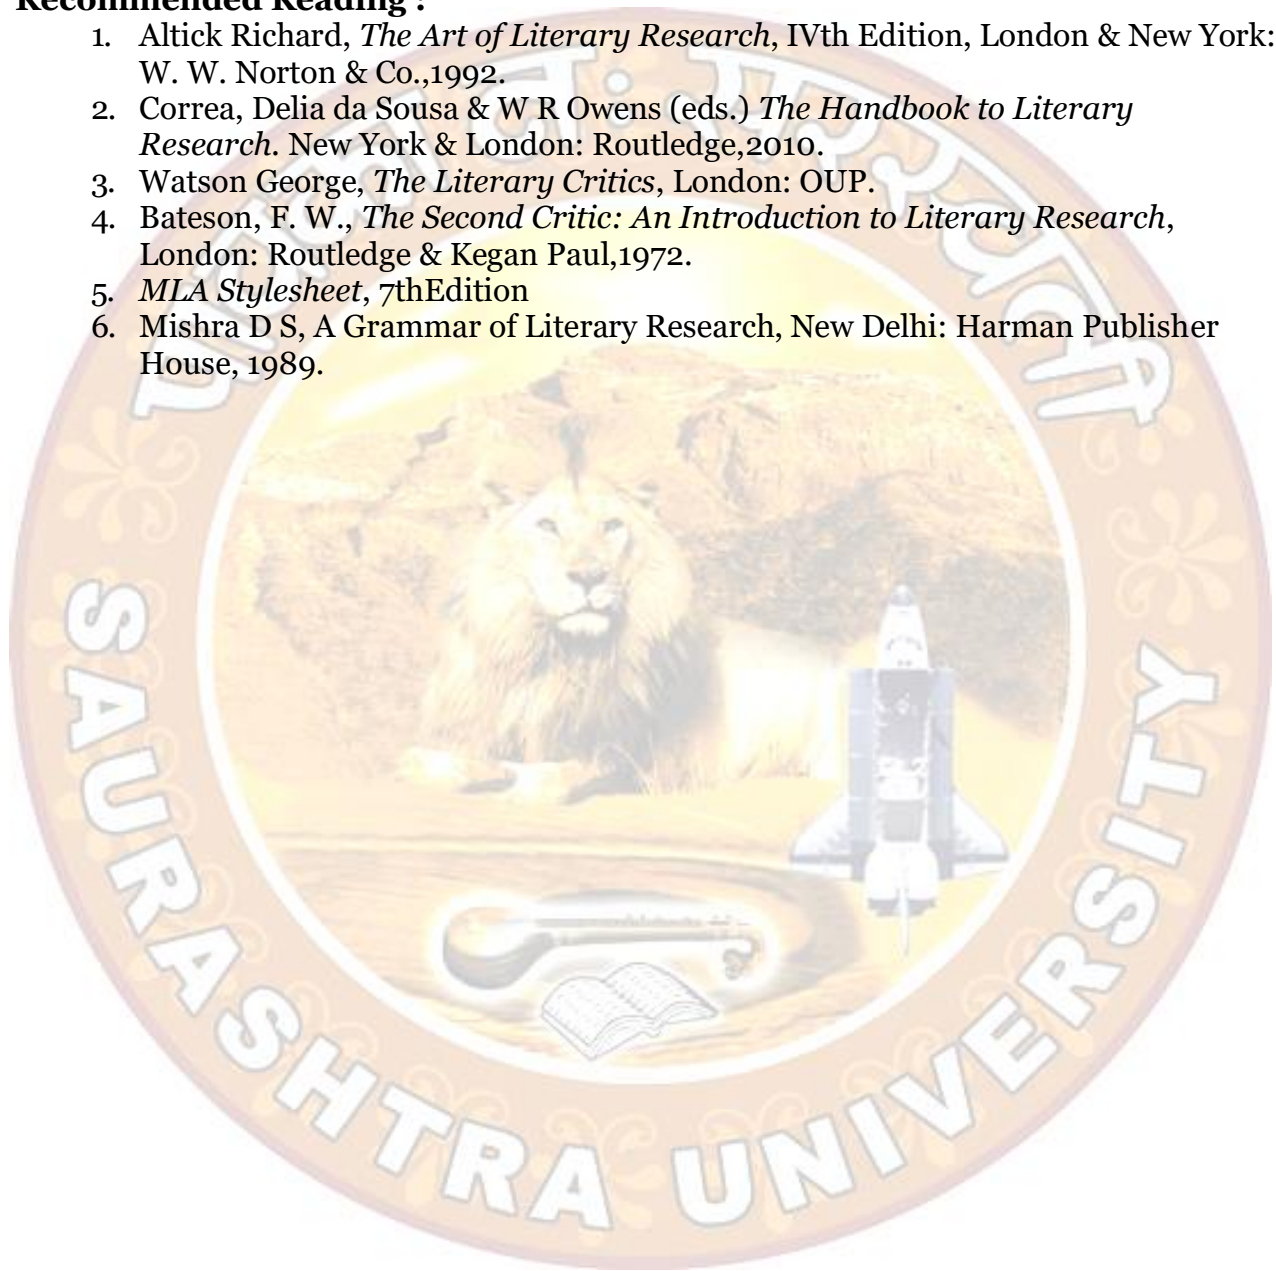 Recommended Reading :
1. Altick Richard, The Art of Literary Research, IVth Edition, London & New York:
W. W. Norton & Co.,1992.
2. Correa, Delia da Sousa & W R Owens (eds.) The Handbook to Literary
Research. New York & London: Routledge,2010.
3. Watson George, The Literary Critics, London: OUP.
4. Bateson, F. W., The Second Critic: An Introduction to Literary Research,
London: Routledge & Kegan Paul,1972.
5. MLA Stylesheet, 7thEdition
6. Mishra D S, A Grammar of Literary Research, New Delhi: Harman Publisher
House, 1989.
SAURASHTRA UNIVERSITY